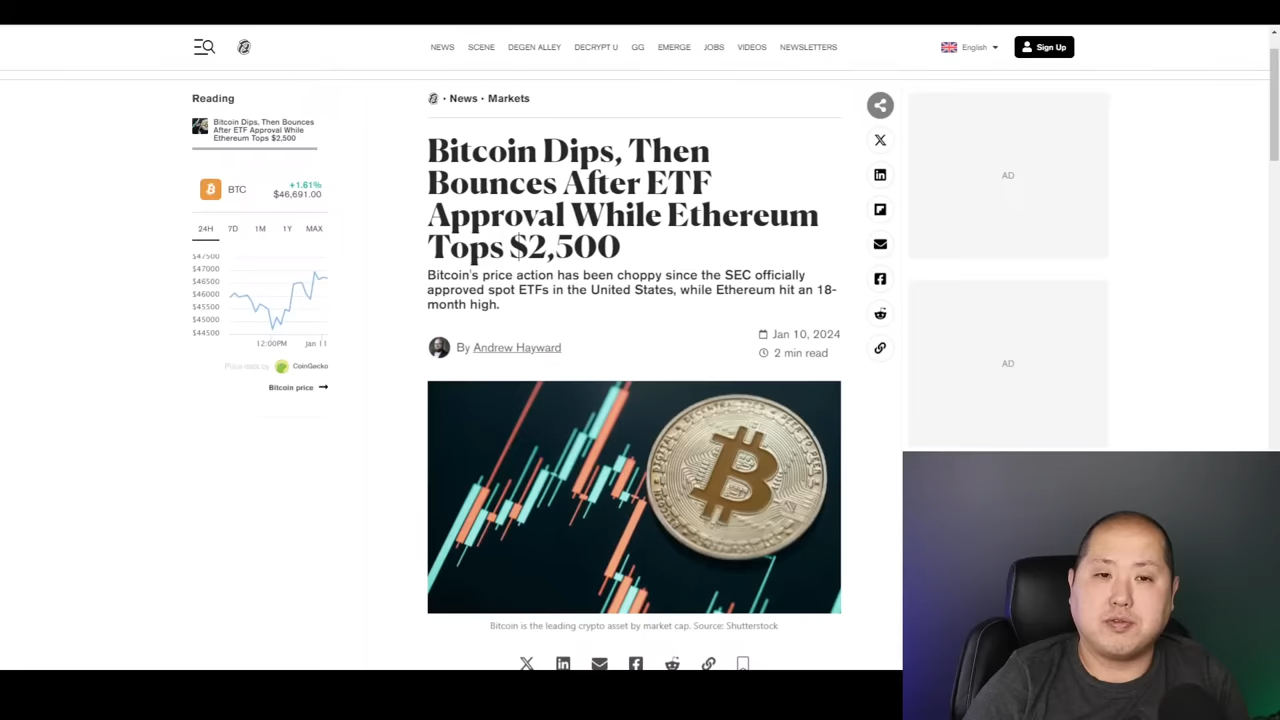 NEWS SCENE DEGEN ALLEY DECRYPT U GG EMERGE JOBS VIDEOS NEWSLETTERS
English
Sign Up
Reading
Bitcoin Dips, Then Bounces
After ETF Approval While
Ethereum Tops $2,500
BTC
+1.61%
$46,691.00
24H 7D 1M 1Y MAX
$47500
$47000
$46500
$46000
$45500
$45000
$44500
12:00PM Jan 11
Price data by CoinGecko
Bitcoin price
• News • Markets
Bitcoin Dips, Then
Bounces After ETF
Approval While Ethereum
Tops $2,500
Bitcoin's price action has been choppy since the SEC officially
approved spot ETFs in the United States, while Ethereum hit an 18-
month high.
By Andrew Hayward
Jan 10, 2024
2 min read
Bitcoin is the leading crypto asset by market cap. Source: Shutterstock
AD
AD